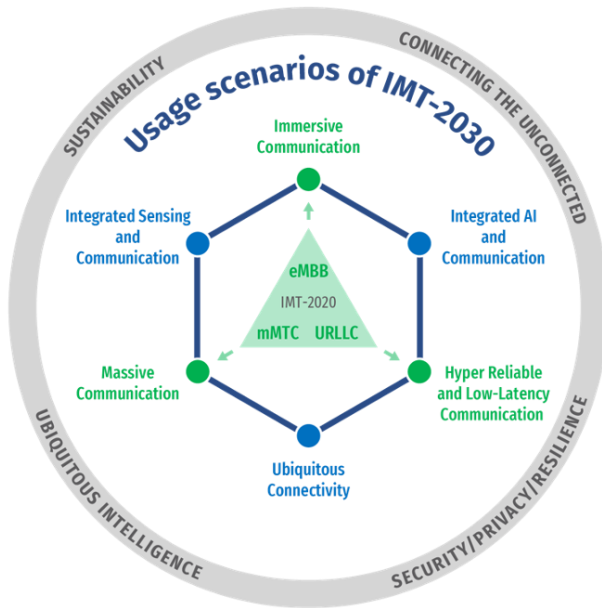 SUSTAINABILITY
CONNECTING THE UNCONNECTED
Usage scenarios of IMT-2030
Immersive
Communication
Integrated Sensing
and
Communication
Integrated AI
and
Communication
eMBB
IMT-2020
mMTC URLLC
Massive
Communication
Hyper Reliable
and Low-Latency
Communication
Ubiquitous
Connectivity
UBIQUITOUS INTELLIGENCE
SECURITY/PRIVACY/RESILIENCE